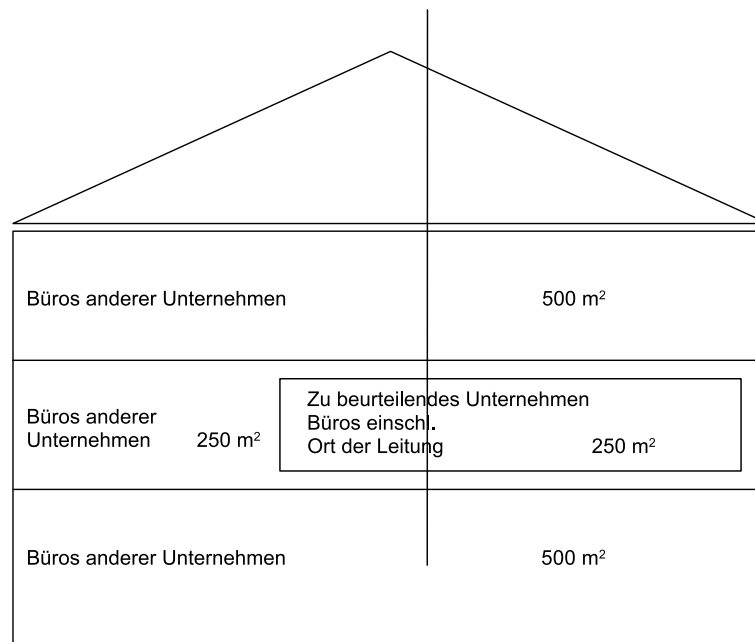 Büros anderer Unternehmen 500 m²
Zu beurteilendes Unternehmen
Büros anderer Büros einschl.
Unternehmen 250 m² Ort der Leitung 250 m²
Büros anderer Unternehmen 500 m²